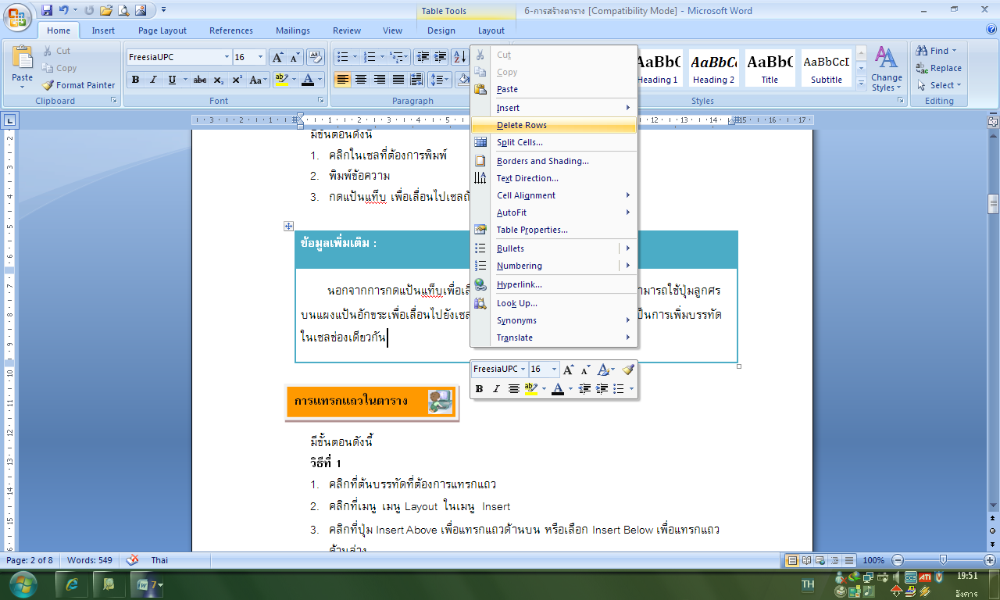 Table Tools
6-การสร้างตาราง [Compatibility Mode] - Microsoft Word
Home Insert Page Layout References Mailings Review View Design Layout
Paste
Cut
Copy
Format Painter
Clipboard
FreesiaUPC 16
Font
Paragraph
AaBbC AaBbCc AaBbC AaBbCcI
Heading 1 Heading 2 Title Subtitle
Change Styles
Styles
Find
Replace
Select
Editing
มีขั้นตอนดังนี้
1. คลิกในเซลที่ต้องการพิมพ์
2. พิมพ์ข้อความ
3. กดแป้นแท็บ เพื่อเลื่อนไปเซลถั
ข้อมูลเพิ่มเติม :
นอกจากการกดแป้นแท็บเพื่อเลื่ ามารถใช้ปุ่มลูกศร
บนแผงแป้นอักขระเพื่อเลื่อนไปยังเซล ป็นการเพิ่มบรรทัด
ในเซลช่องเดียวกัน
Cut
Copy
Paste
Insert
Delete Rows
Split Cells...
Borders and Shading...
Text Direction...
Cell Alignment
AutoFit
Table Properties...
Bullets
Numbering
Hyperlink...
Look Up...
Synonyms
Translate
FreesiaUPC 16
การแทรกแถวในตาราง
มีขั้นตอนดังนี้
วิธีที่ 1
1. คลิกที่ต้นบรรทัดที่ต้องการแทรกแถว
2. คลิกที่เมนู เมนู Layout ในเมนู Insert
3. คลิกที่ปุ่ม Insert Above เพื่อแทรกแถวด้านบน หรือเลือก Insert Below เพื่อแทรกแถว
ด้านล่าง
Page: 2 of 8 Words: 549 Thai 100%
7 TH 19:51
อังคาร